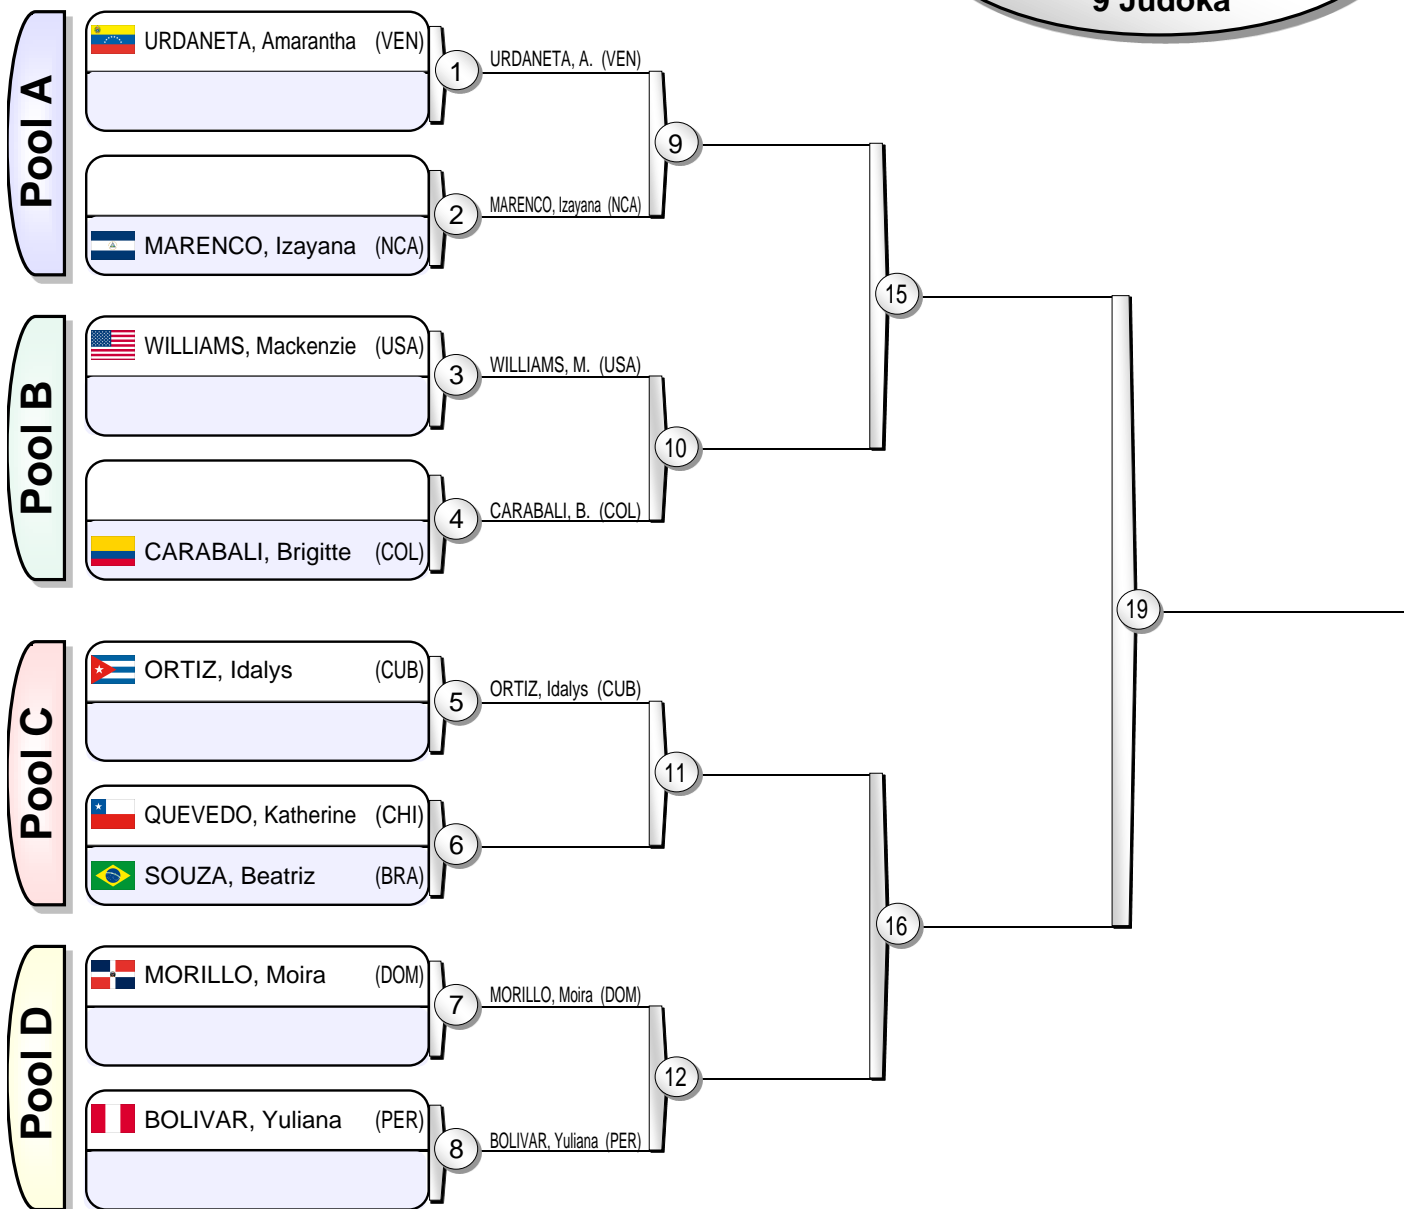 9 Judoka
Pool A
URDANETA, Amarantha (VEN)
1
URDANETA, A. (VEN)
9
2
MARENCO, Izayana (NCA)
MARENCO, Izayana (NCA)
15
Pool B
WILLIAMS, Mackenzie (USA)
3
WILLIAMS, M. (USA)
10
4
CARABALI, B. (COL)
CARABALI, Brigitte (COL)
19
Pool C
ORTIZ, Idalys (CUB)
5
ORTIZ, Idalys (CUB)
11
QUEVEDO, Katherine (CHI)
6
SOUZA, Beatriz (BRA)
16
Pool D
MORILLO, Moira (DOM)
7
MORILLO, Moira (DOM)
12
BOLIVAR, Yuliana (PER)
8
BOLIVAR, Yuliana (PER)